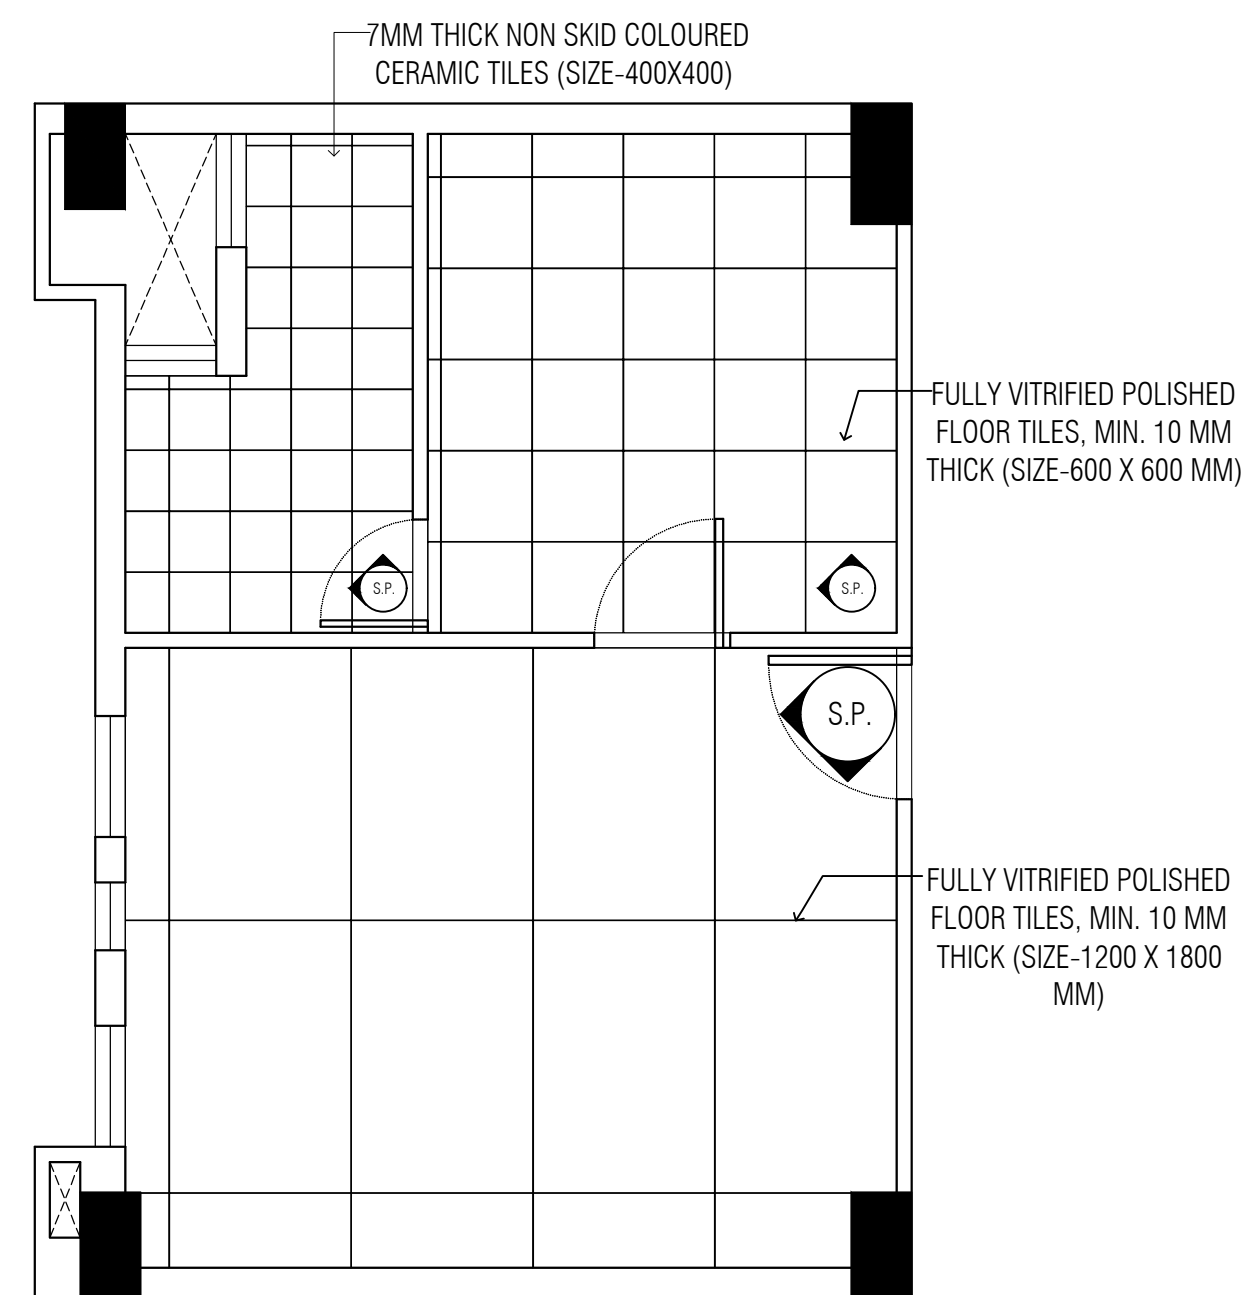 7MM THICK NON SKID COLOURED
CERAMIC TILES (SIZE-400X400)
FULLY VITRIFIED POLISHED
FLOOR TILES, MIN. 10 MM
THICK (SIZE-600 X 600 MM)
S.P.
S.P.
S.P.
FULLY VITRIFIED POLISHED
FLOOR TILES, MIN. 10 MM
THICK (SIZE-1200 X 1800
MM)